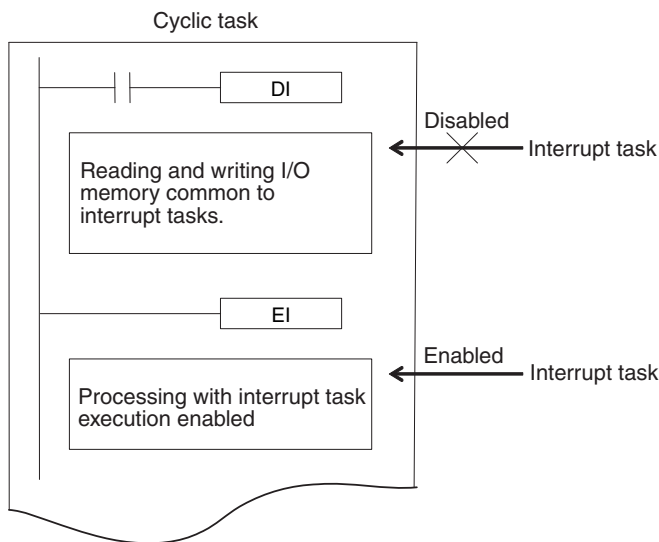 Cyclic task
DI
Disabled
Interrupt task
Reading and writing I/O
memory common to
interrupt tasks.
EI
Enabled
Interrupt task
Processing with interrupt task
execution enabled